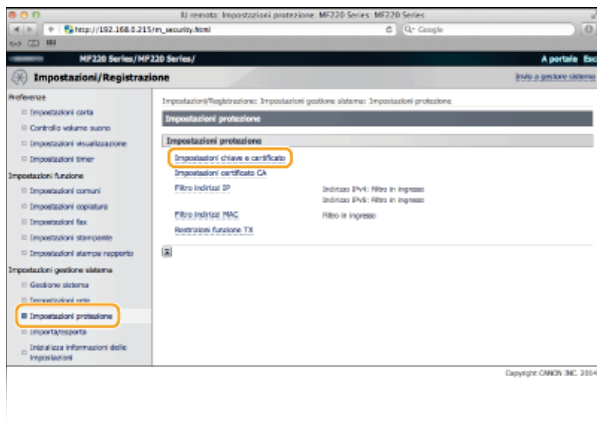 IU remota: Impostazioni protezione: MF220 Series: MF220 Series
http://192.168.0.215/m_security.html
Google
MF220 Series/MF220 Series/
A portale Esc
Impostazioni/Registrazione
Invio a gestore sistema
Preferenze
Impostazioni carta
Controllo volume suono
Impostazioni visualizzazione
Impostazioni timer
Impostazioni funzione
Impostazioni comuni
Impostazioni copiatura
Impostazioni fax
Impostazioni stampante
Impostazioni stampa rapporto
Impostazioni gestione sistema
Gestione sistema
Impostazioni rete
Impostazioni protezione
Importa/esporta
Inizializza informazioni delle
impostazioni
Impostazioni/Registrazione: Impostazioni gestione sistema: Impostazioni protezione
Impostazioni protezione
Impostazioni protezione
Impostazioni chiave e certificato
Impostazioni certificato CA
Filtro indirizzi IP
Indirizzo IPv4: Filtro in ingresso
Indirizzo IPv6: Filtro in ingresso
Filtro indirizzi MAC
Filtro in ingresso
Restrizioni funzione TX
Copyright CANON INC. 2014